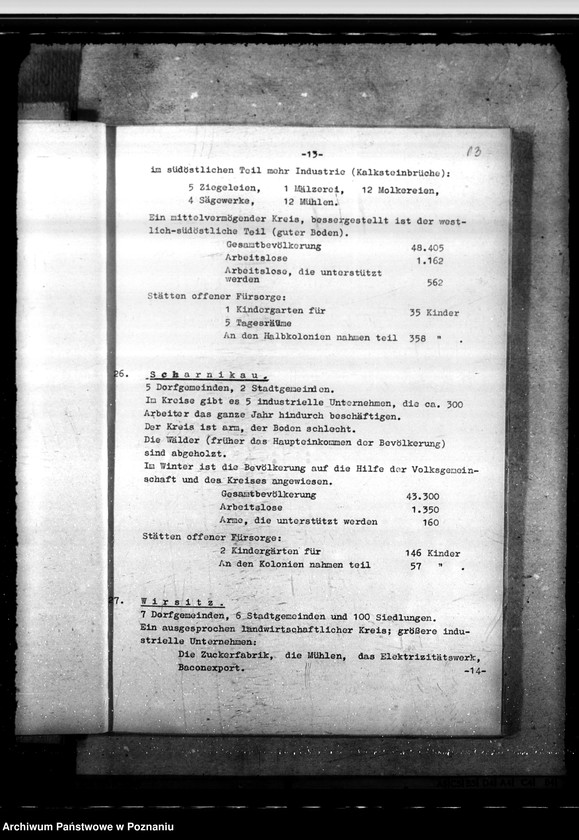 -13-
im südöstlichen Teil mehr Industrie (Kalksteinbrüche):
5 Ziegeleien, 1 Mälzerei, 12 Molkereien,
4 Sägewerke, 12 Mühlen.
Ein mittelvermögender Kreis, bessergestellt ist der west-
lich-südöstliche Teil (guter Boden).
Gesamtbevölkerung 48.405
Arbeitslose 1.162
Arbeitslose, die unterstützt
werden 562
Stätten offener Fürsorge:
1 Kindergarten für 35 Kinder
5 Tagesräume
An den Halbkolonien nahmen teil 358 " .
26. Scharnikau.
5 Dorfgemeinden, 2 Stadtgemeinden.
Im Kreise gibt es 5 industrielle Unternehmen, die ca. 300
Arbeiter das ganze Jahr hindurch beschäftigen.
Der Kreis ist arm, der Boden schlecht.
Die Wälder (früher das Haupteinkommen der Bevölkerung)
sind abgeholzt.
Im Winter ist die Bevölkerung auf die Hilfe der Volksgemein-
schaft und des Kreises angewiesen.
Gesamtbevölkerung 43.300
Arbeitslose 1.350
Arme, die unterstützt werden 160
Stätten offener Fürsorge:
2 Kindergärten für 146 Kinder
An den Kolonien nahmen teil 57 " .
7. Wirsitz.
7 Dorfgemeinden, 6 Stadtgemeinden und 100 Siedlungen.
Ein ausgesprochen landwirtschaftlicher Kreis; größere indu-
strielle Unternehmen:
Die Zuckerfabrik, die Mühlen, das Elektrizitätswerk,
Baconexport.
-14-
Archiwum Państwowe w Poznaniu